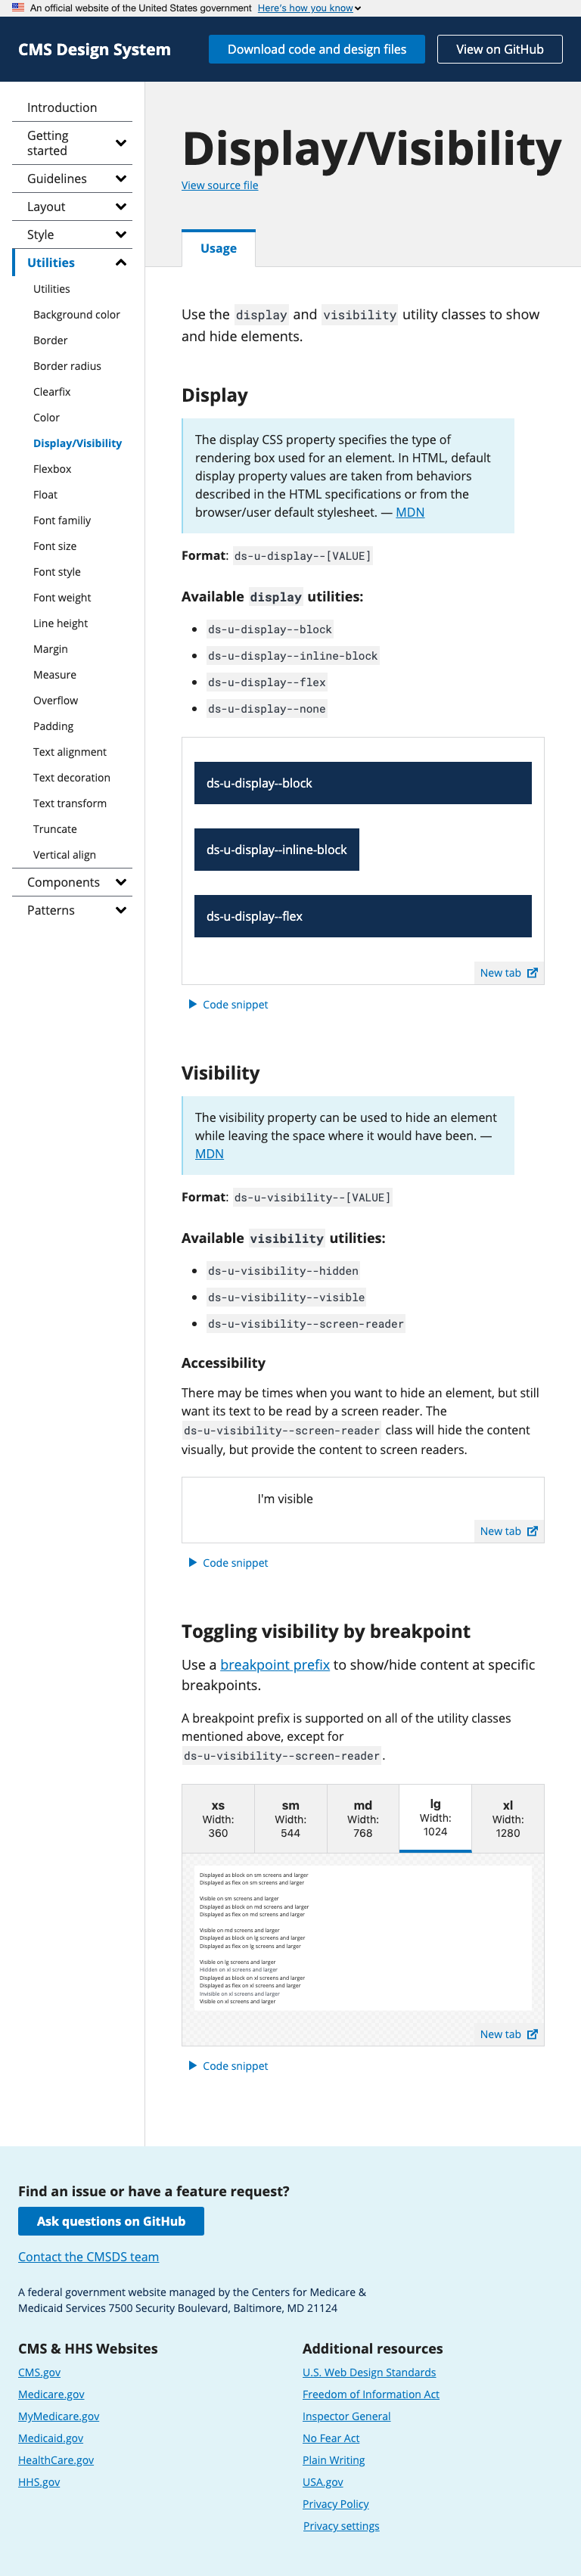 An official website of the United States government Here's how you know
CMS Design System
Download code and design files
View on GitHub
Introduction
Getting
started
Guidelines
Layout
Style
Utilities
Utilities
Background color
Border
Border radius
Clearfix
Color
Display/Visibility
Flexbox
Float
Font familiy
Font size
Font style
Font weight
Line height
Margin
Measure
Overflow
Padding
Text alignment
Text decoration
Text transform
Truncate
Vertical align
Components
Patterns
Display/Visibility
View source file
Usage
Use the display and visibility utility classes to show
and hide elements.
Display
The display CSS property specifies the type of
rendering box used for an element. In HTML, default
display property values are taken from behaviors
described in the HTML specifications or from the
browser/user default stylesheet. — MDN
Format: ds-u-display--[VALUE]
Available display utilities:
ds-u-display--block
ds-u-display--inline-block
ds-u-display--flex
ds-u-display--none
ds-u-display--block
ds-u-display--inline-block
ds-u-display--flex
New tab
Code snippet
Visibility
The visibility property can be used to hide an element
while leaving the space where it would have been. —
MDN
Format: ds-u-visibility--[VALUE]
Available visibility utilities:
ds-u-visibility--hidden
ds-u-visibility--visible
ds-u-visibility--screen-reader
Accessibility
There may be times when you want to hide an element, but still
want its text to be read by a screen reader. The
ds-u-visibility--screen-reader class will hide the content
visually, but provide the content to screen readers.
I'm visible
New tab
Code snippet
Toggling visibility by breakpoint
Use a breakpoint prefix to show/hide content at specific
breakpoints.
A breakpoint prefix is supported on all of the utility classes
mentioned above, except for
ds-u-visibility--screen-reader.
xs
Width:
360
sm
Width:
544
md
Width:
768
lg
Width:
1024
xl
Width:
1280
Displayed as block on sm screens and larger
Displayed as flex on sm screens and larger
Visible on sm screens and larger
Displayed as block on md screens and larger
Displayed as flex on md screens and larger
Visible on md screens and larger
Displayed as block on lg screens and larger
Displayed as flex on lg screens and larger
Visible on lg screens and larger
Hidden on xl screens and larger
Displayed as block on xl screens and larger
Displayed as flex on xl screens and larger
Invisible on xl screens and larger
Visible on xl screens and larger
New tab
Code snippet
Find an issue or have a feature request?
Ask questions on GitHub
Contact the CMSDS team
A federal government website managed by the Centers for Medicare &
Medicaid Services 7500 Security Boulevard, Baltimore, MD 21124
CMS & HHS Websites
CMS.gov
Medicare.gov
MyMedicare.gov
Medicaid.gov
HealthCare.gov
HHS.gov
Additional resources
U.S. Web Design Standards
Freedom of Information Act
Inspector General
No Fear Act
Plain Writing
USA.gov
Privacy Policy
Privacy settings